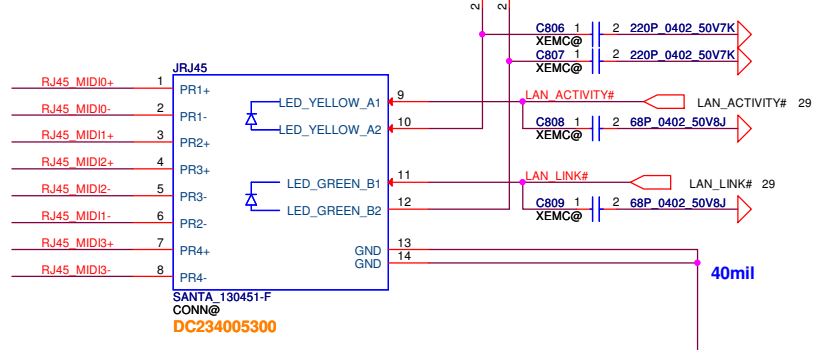 2 2
C806 1 2 220P_0402_50V7K
XEMC@
C807 1 2 220P_0402_50V7K
XEMC@
JRJ45
RJ45_MIDI0+ 1 PR1+
RJ45_MIDI0- 2 PR1-
RJ45_MIDI1+ 3 PR2+
RJ45_MIDI2+ 4 PR3+
RJ45_MIDI2- 5 PR3-
RJ45_MIDI1- 6 PR2-
RJ45_MIDI3+ 7 PR4+
RJ45_MIDI3- 8 PR4-
LED_YELLOW_A1 9 LAN_ACTIVITY# LAN_ACTIVITY# 29
LED_YELLOW_A2 10
C808 1 2 68P_0402_50V8J
XEMC@
LED_GREEN_B1 11 LAN_LINK# LAN_LINK# 29
LED_GREEN_B2 12
C809 1 2 68P_0402_50V8J
XEMC@
GND 13
GND 14
40mil
SANTA_130451-F
CONN@
DC234005300